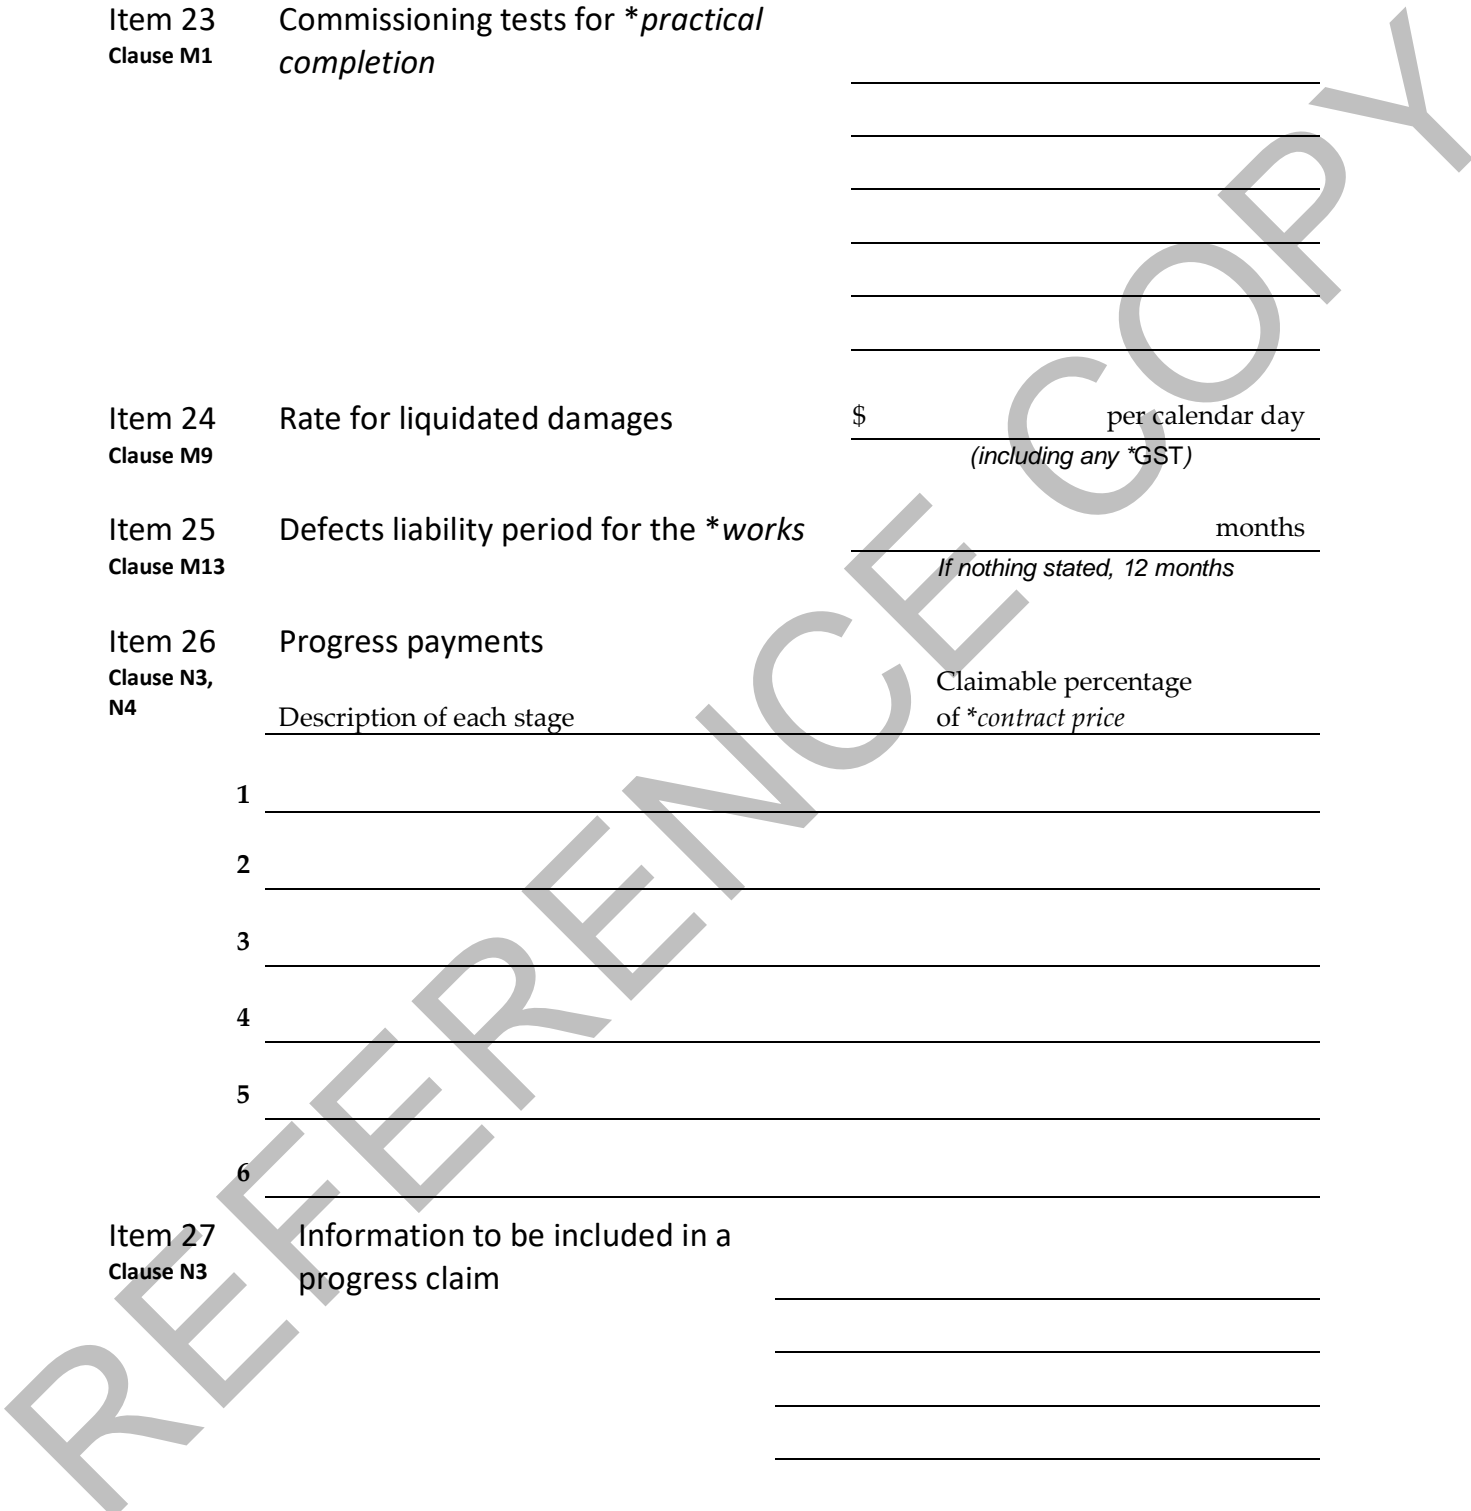 Item 23 Commissioning tests for *practical
Clause M1 completion
Item 24 Rate for liquidated damages $ per calendar day
Clause M9 (including any *GST)
Item 25 Defects liability period for the *works months
Clause M13 If nothing stated, 12 months
Item 26 Progress payments
Clause N3, Claimable percentage
N4 Description of each stage of *contract price
1
2
3
4
5
6
Item 27 Information to be included in a
Clause N3 progress claim
REFERENCE COPY